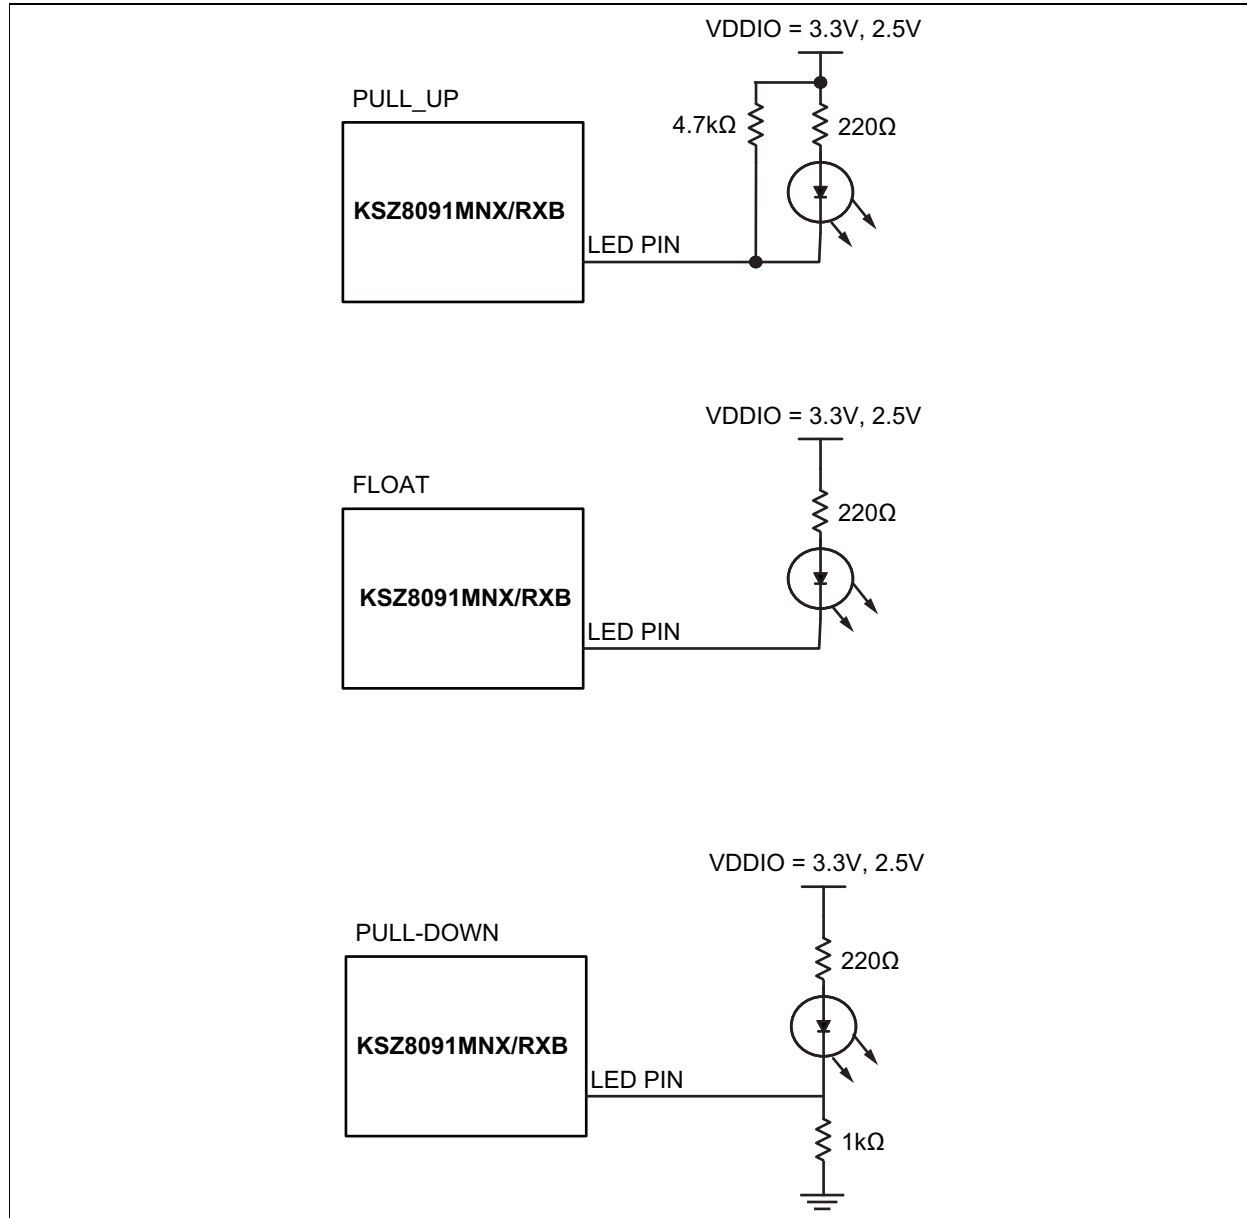 VDDIO = 3.3V, 2.5V
PULL_UP
4.7kΩ
220Ω
KSZ8091MNX/RXB
LED PIN
VDDIO = 3.3V, 2.5V
FLOAT
220Ω
KSZ8091MNX/RXB
LED PIN
VDDIO = 3.3V, 2.5V
PULL-DOWN
220Ω
KSZ8091MNX/RXB
LED PIN
1kΩ